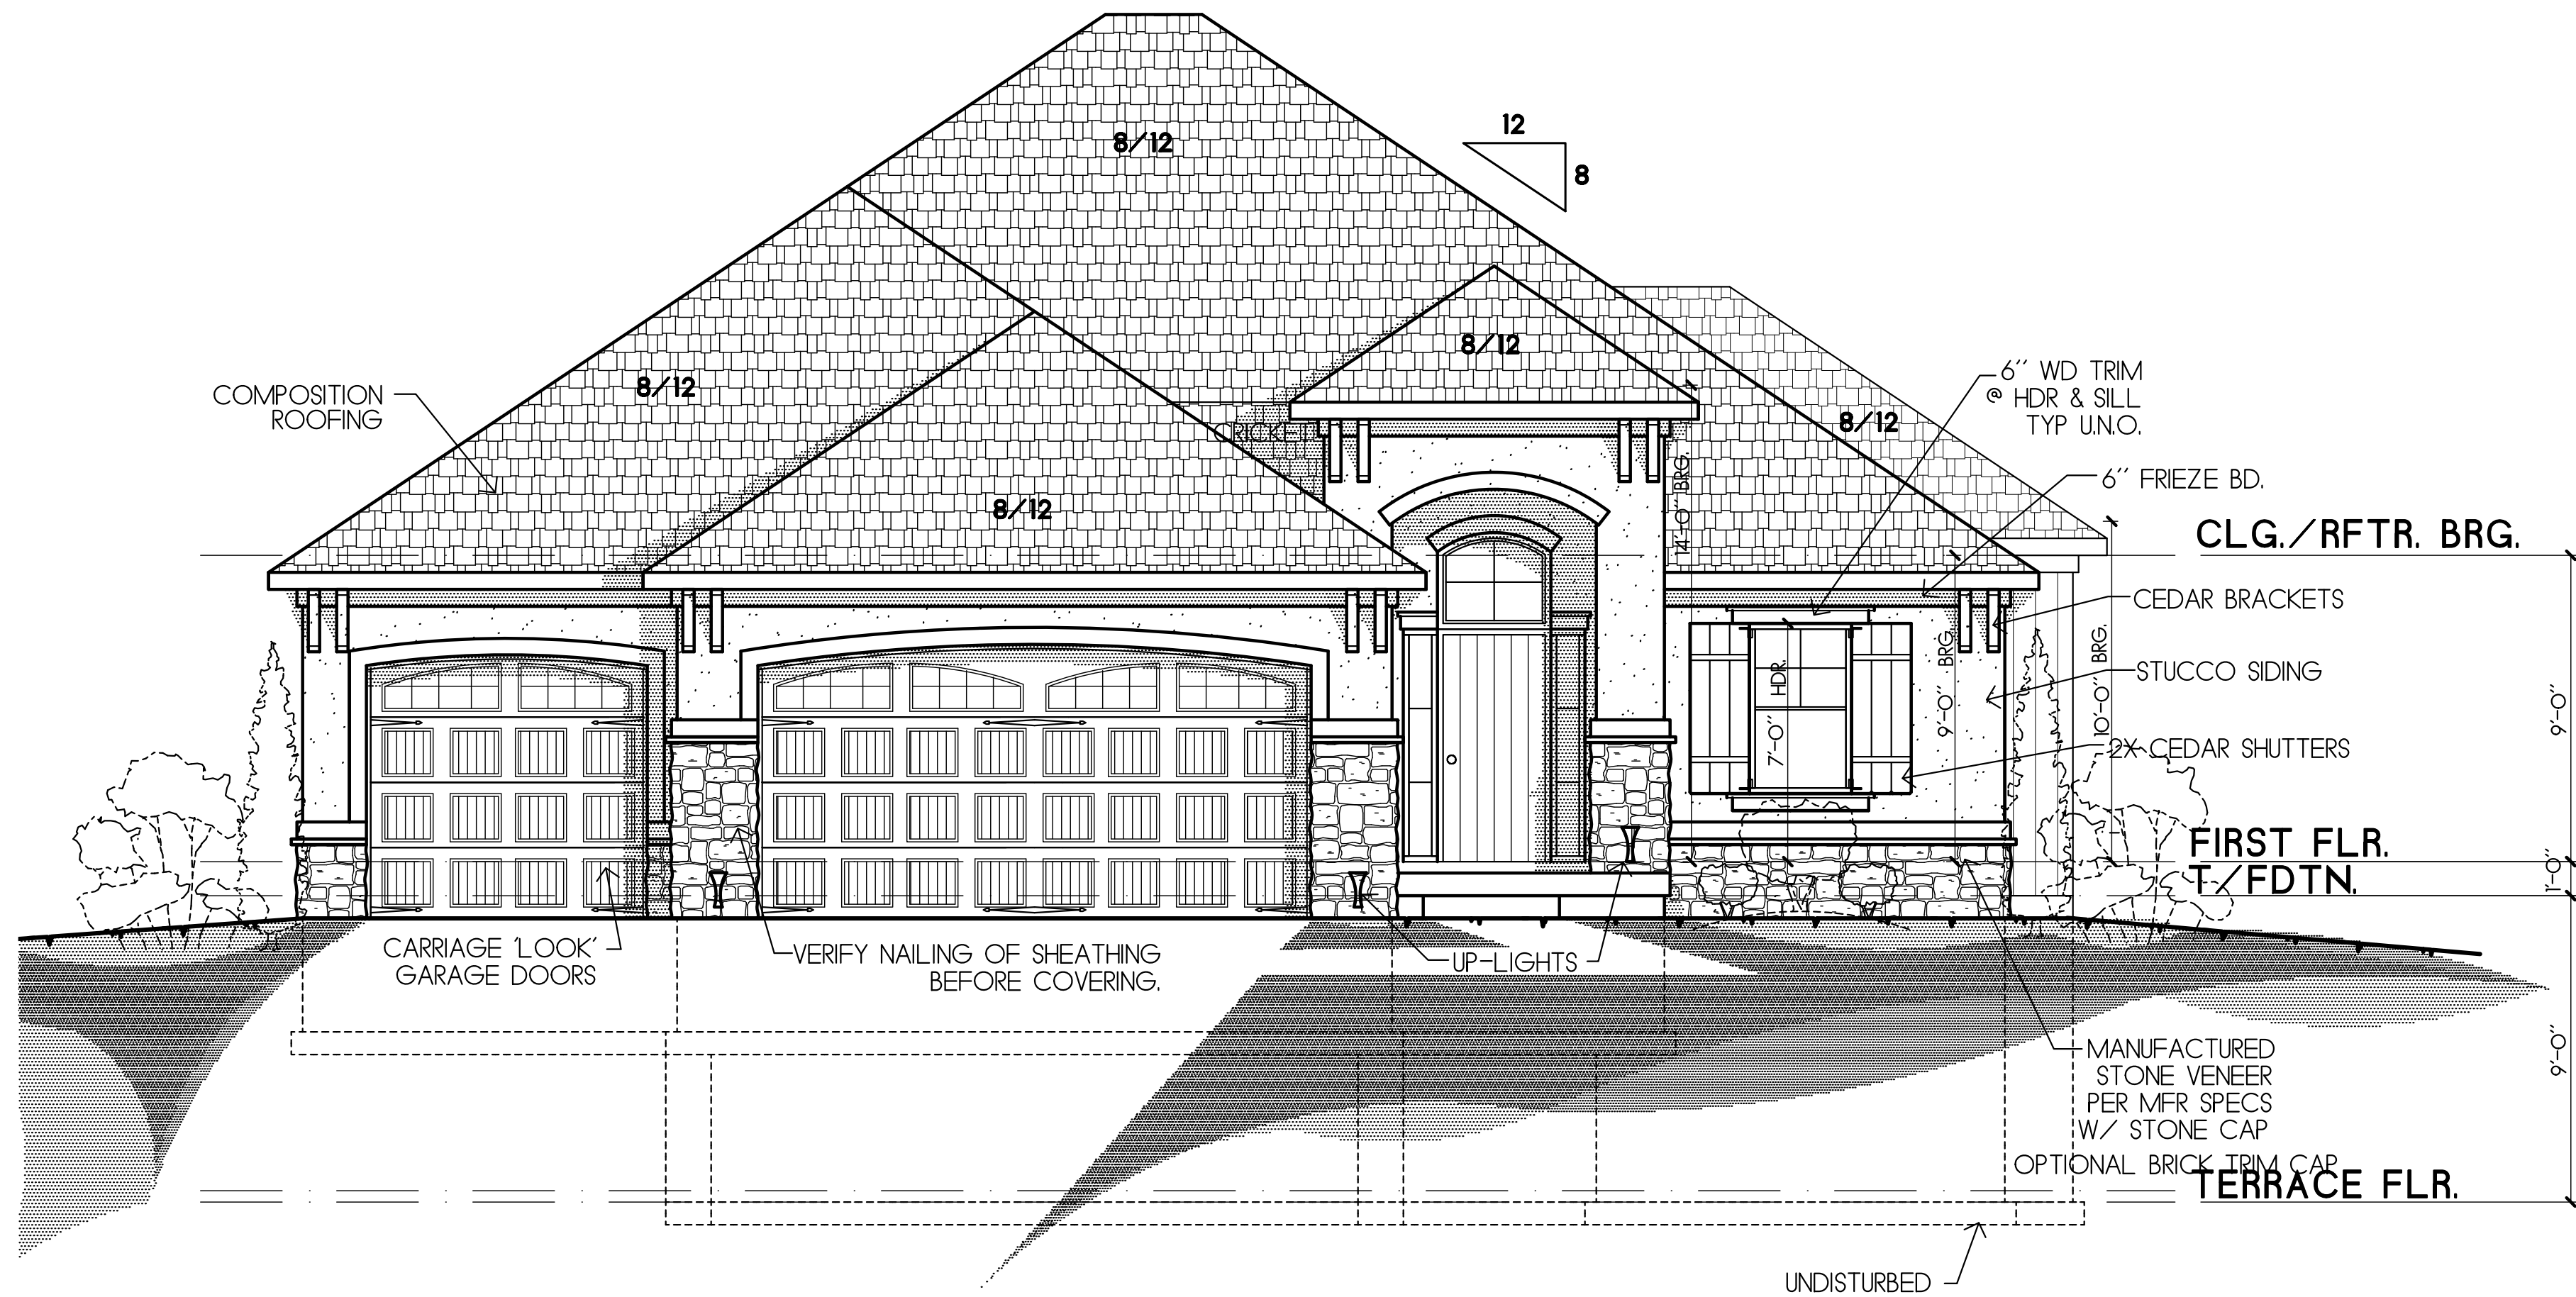 8/12
12
8
8/12
8/12
8/12
8/12
COMPOSITION
ROOFING
CRICKET
6'' WD TRIM
@ HDR & SILL
TYP U.N.O.
6'' FRIEZE BD.
CLG./RFTR. BRG.
14'-0'' BRG.
CEDAR BRACKETS
STUCCO SIDING
2X CEDAR SHUTTERS
7'-0'' HDR.
9'-0'' BRG.
10'-0'' BRG.
9'-0''
FIRST FLR.
T/FDTN.
1'-0''
CARRIAGE 'LOOK'
GARAGE DOORS
VERIFY NAILING OF SHEATHING
BEFORE COVERING.
UP-LIGHTS
MANUFACTURED
STONE VENEER
PER MFR SPECS
W/ STONE CAP
OPTIONAL BRICK TRIM CAP
9'-0''
TERRACE FLR.
UNDISTURBED